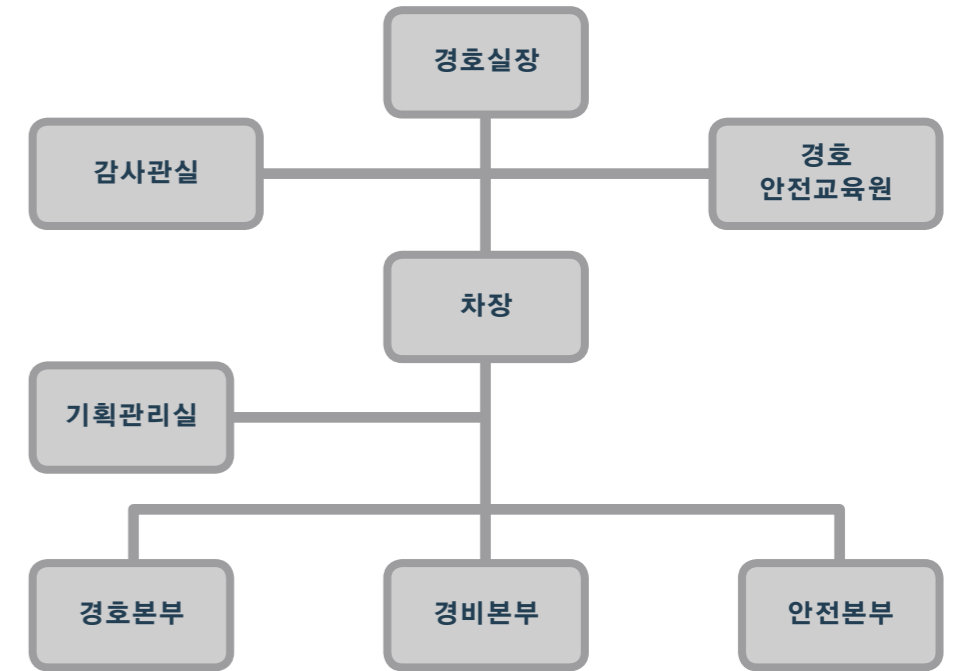 경호실장
감사관실
경호
안전교육원
차장
기획관리실
경호본부
경비본부
안전본부